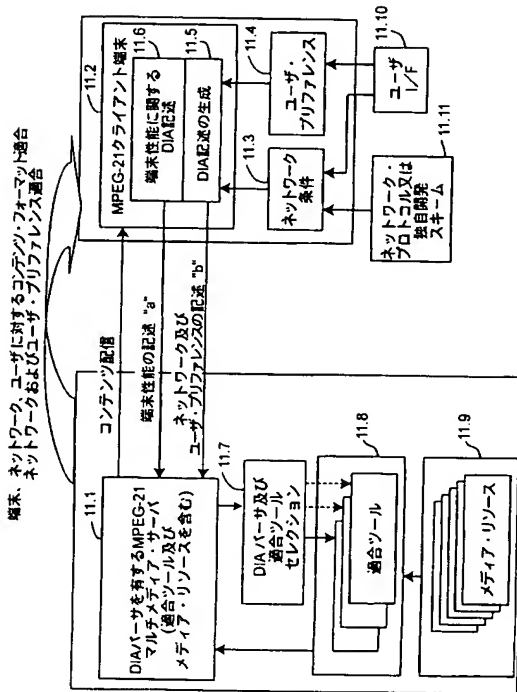 端末、ネットワーク、ユーザに対するコンテンツ・フォーマット適合
ネットワークおよびユーザ・プリファレンス適合
11.1
DIAパーサを有するMPEG-21
マルチメディア・サーバ
(適合ツール及び
メディア・リソースを含む)
コンテンツ配信
端末性能の記述 "a"
ネットワーク及び
ユーザ・プリファレンスの記述 "b"
11.2
MPEG-21クライアント端末
11.6
端末性能に関する
DIA記述
11.5
DIA記述の生成
11.3
ネットワーク
条件
11.4
ユーザ・
プリファレンス
11.7
DIAパーサ及び
適合ツール
セレクション
11.8
適合ツール
11.9
メディア・リソース
11.10
ユーザ
I/F
11.11
ネットワーク・
プロトコル又は
独自開発
スキーム